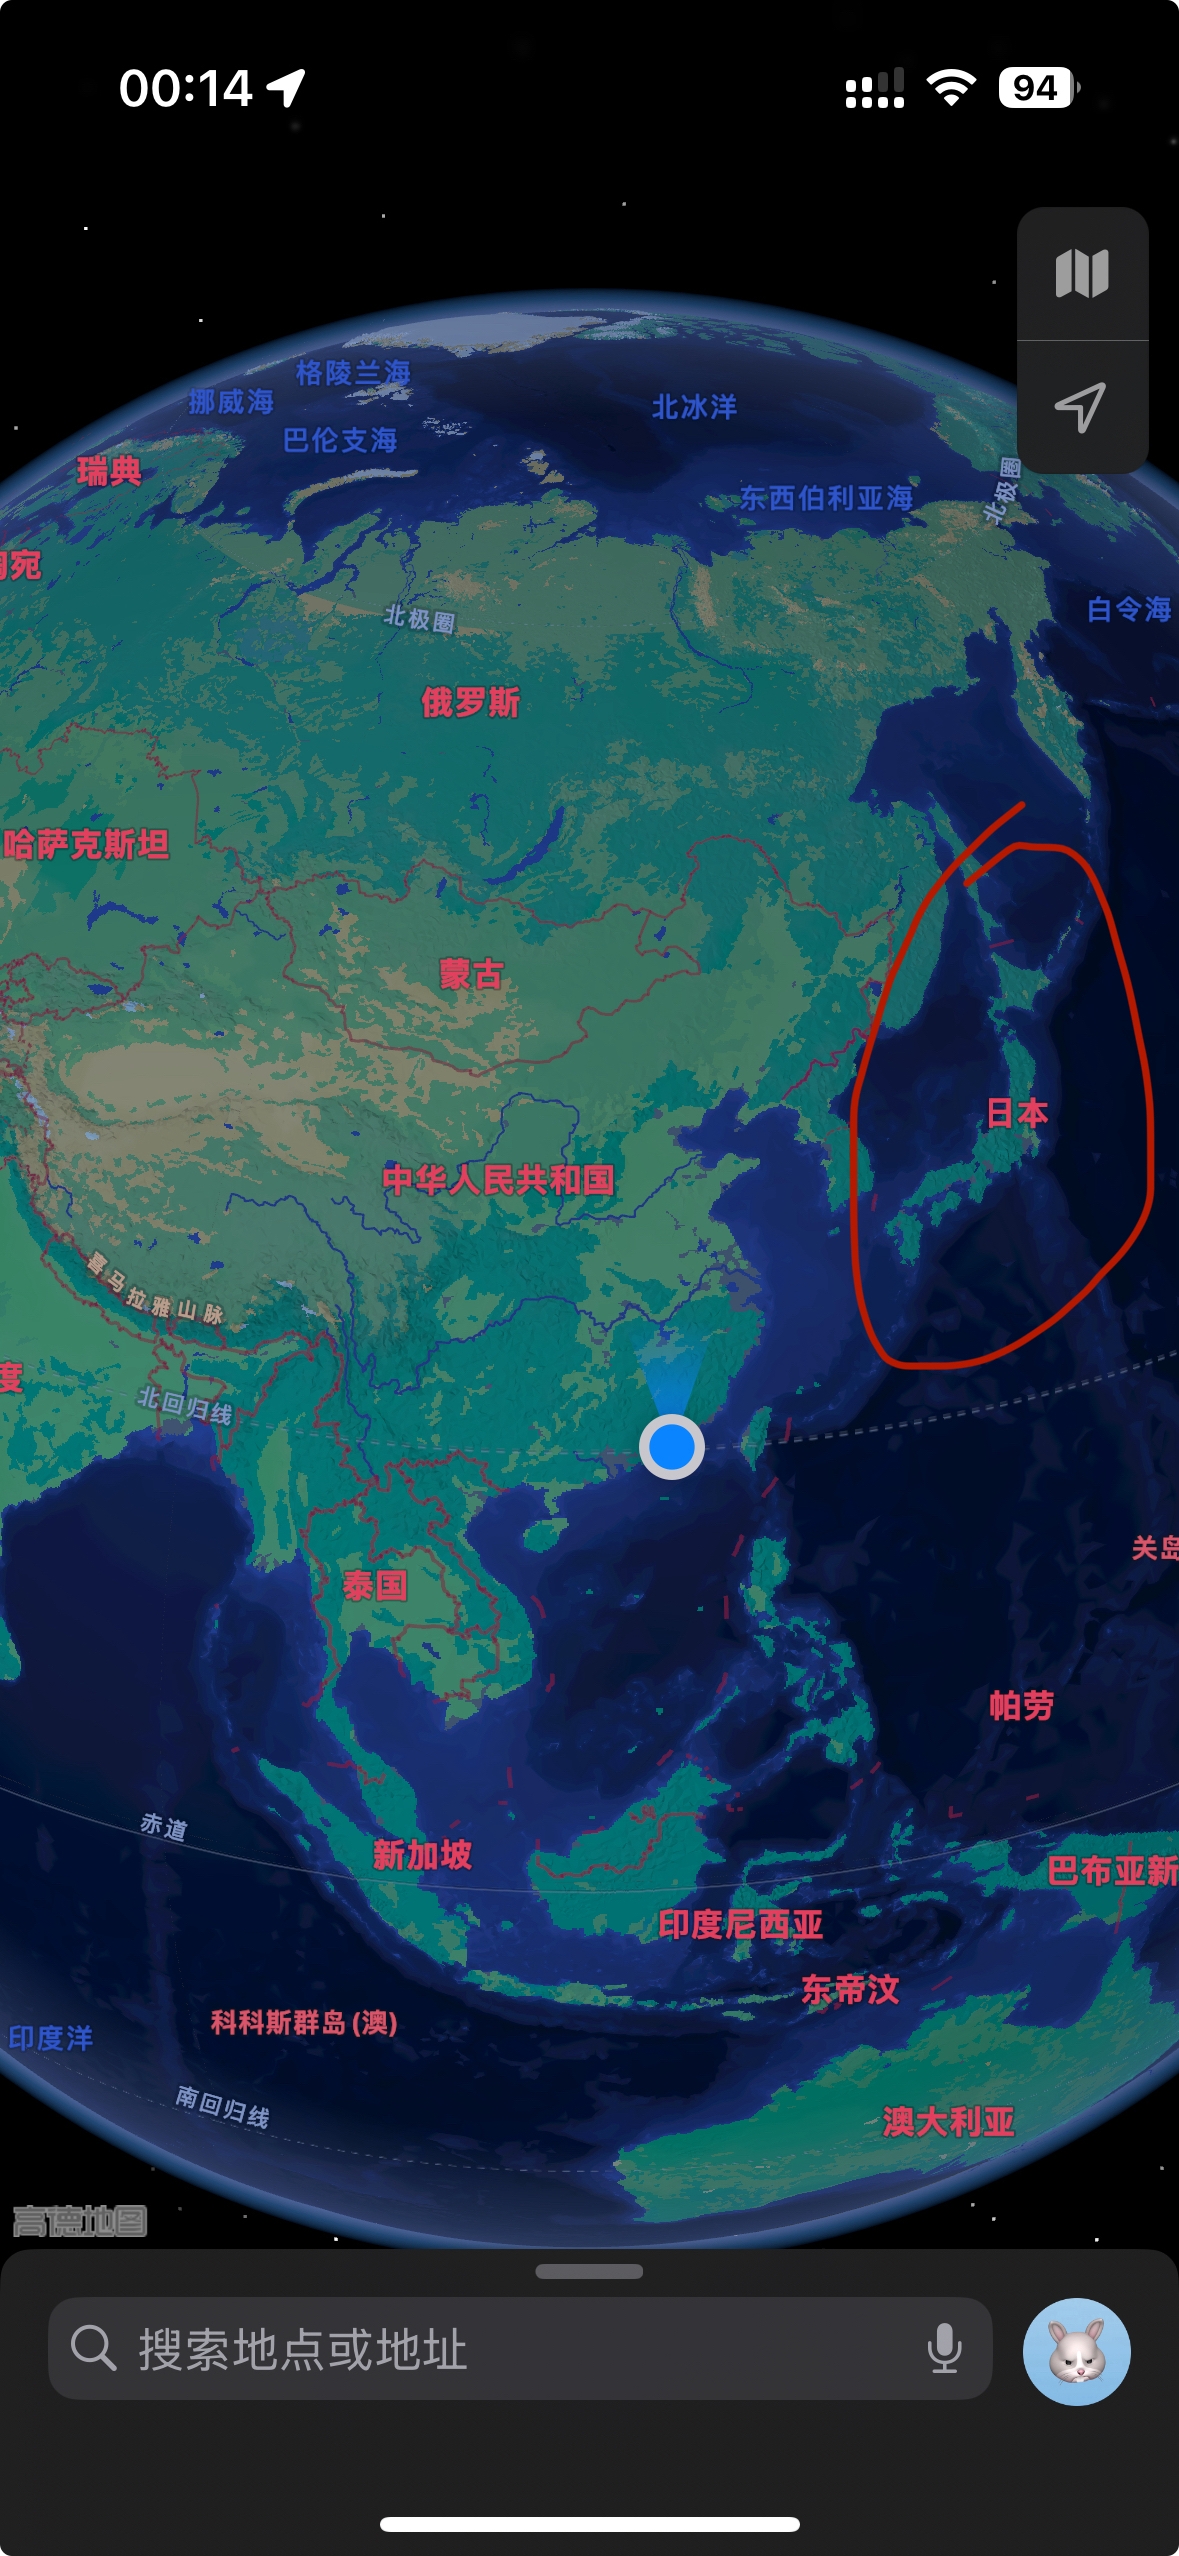 00:14
94
格陵兰海
挪威海
北冰洋
巴伦支海
瑞典
北极圈
东西伯利亚海
宛
白令海
北极圈
俄罗斯
哈萨克斯坦
蒙古
日本
中华人民共和国
喜马拉雅山脉
度
北回归线
关岛
泰国
帕劳
赤道
新加坡
巴布亚新
印度尼西亚
东帝汶
科科斯群岛(澳)
印度洋
南回归线
澳大利亚
高德地图
搜索地点或地址